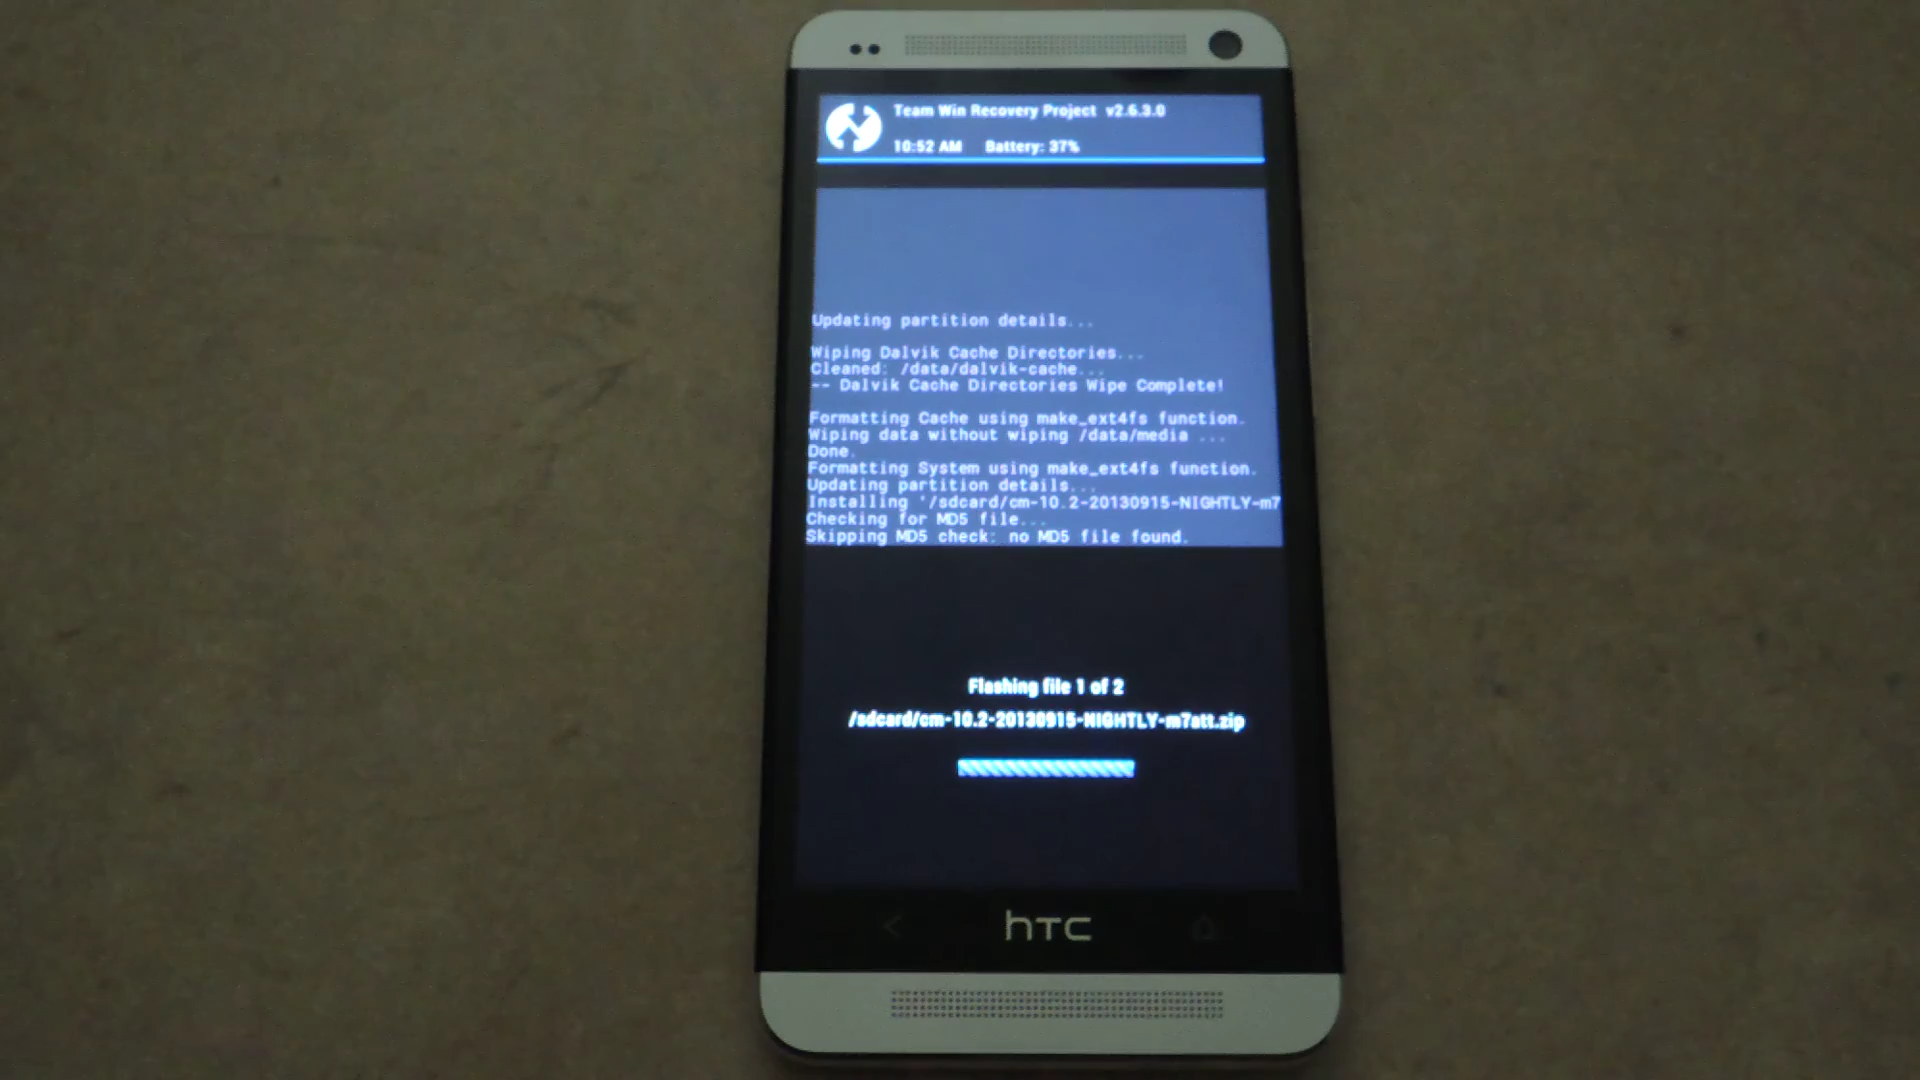 Team Win Recovery Project v2.6.3.0
10:52 AM Battery: 37%
Updating partition details...
Wiping Dalvik Cache Directories...
Cleaned: /data/dalvik-cache...
-- Dalvik Cache Directories Wipe Complete!
Formatting Cache using make_ext4fs function.
Wiping data without wiping /data/media ...
Done.
Formatting System using make_ext4fs function.
Updating partition details...
Installing '/sdcard/cm-10.2-20130915-NIGHTLY-m7
Checking for MD5 file...
Skipping MD5 check: no MD5 file found.
Flashing file 1 of 2
/sdcard/cm-10.2-20130915-NIGHTLY-m7att.zip
hTC